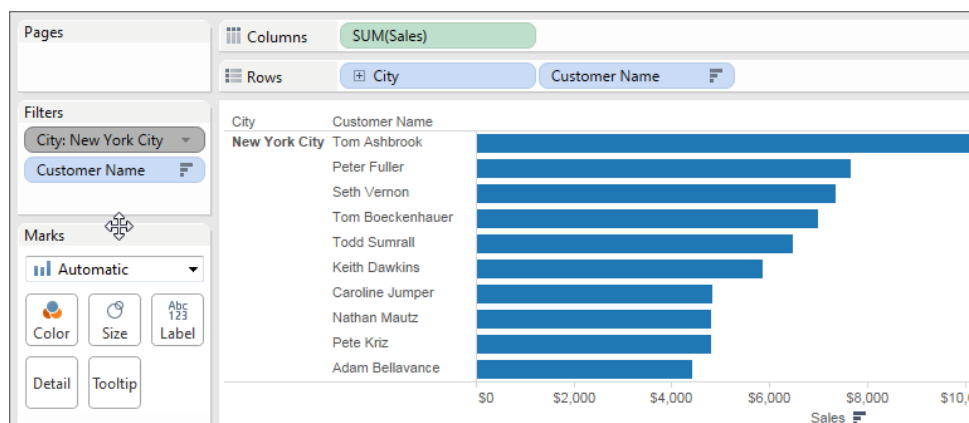 Pages
Columns
SUM(Sales)
Rows
City
Customer Name
Filters
City: New York City
Customer Name
Marks
Automatic
Color
Size
Abc
123
Label
Detail
Tooltip
City Customer Name
New York City Tom Ashbrook
Peter Fuller
Seth Vernon
Tom Boeckenhauer
Todd Sumrall
Keith Dawkins
Caroline Jumper
Nathan Mautz
Pete Kriz
Adam Bellavance
$0 $2,000 $4,000 $6,000 $8,000
Sales